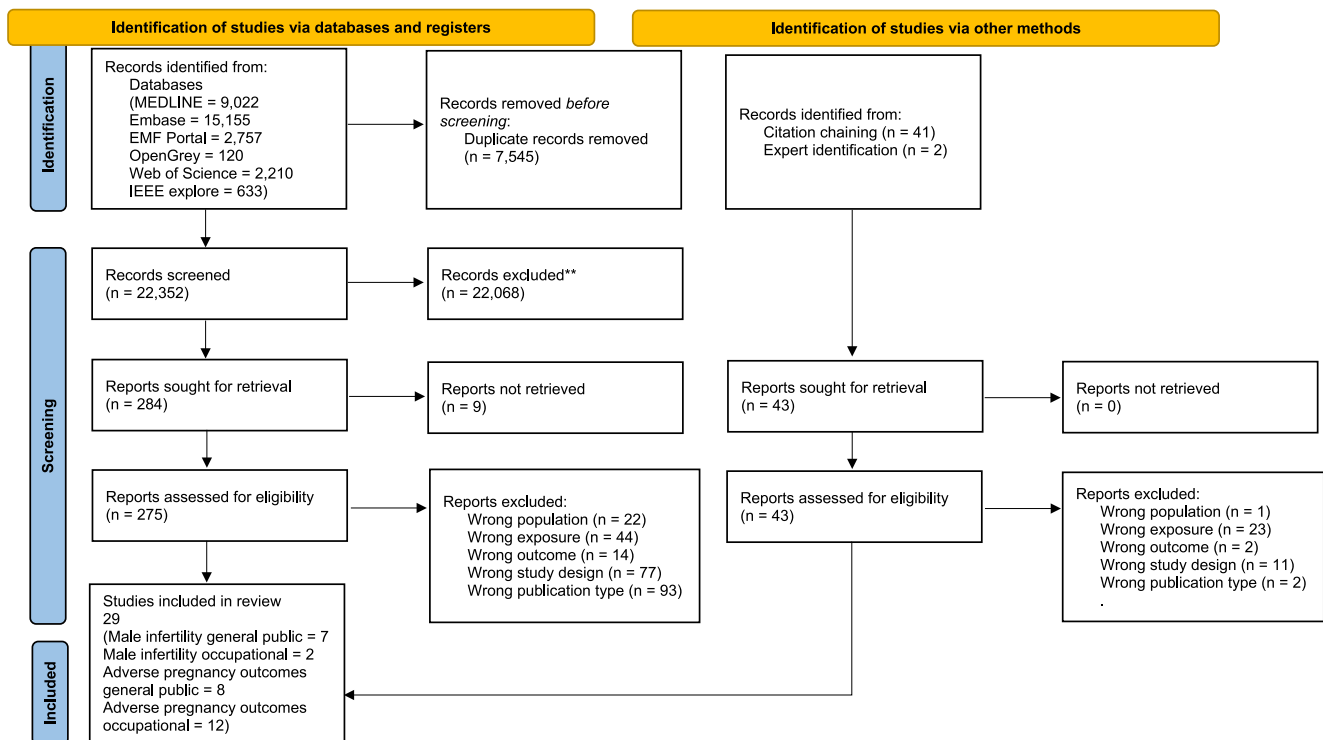 Identification of studies via databases and registers
Identification of studies via other methods
Identification
Records identified from:
Databases
(MEDLINE = 9,022
Embase = 15,155
EMF Portal = 2,757
OpenGrey = 120
Web of Science = 2,210
IEEE explore = 633)
Records removed before
screening:
Duplicate records removed
(n = 7,545)
Records identified from:
Citation chaining (n = 41)
Expert identification (n = 2)
Screening
Records screened
(n = 22,352)
Records excluded**
(n = 22,068)
Reports sought for retrieval
(n = 284)
Reports not retrieved
(n = 9)
Reports sought for retrieval
(n = 43)
Reports not retrieved
(n = 0)
Reports assessed for eligibility
(n = 275)
Reports excluded:
Wrong population (n = 22)
Wrong exposure (n = 44)
Wrong outcome (n = 14)
Wrong study design (n = 77)
Wrong publication type (n = 93)
Reports assessed for eligibility
(n = 43)
Reports excluded:
Wrong population (n = 1)
Wrong exposure (n = 23)
Wrong outcome (n = 2)
Wrong study design (n = 11)
Wrong publication type (n = 2)
.
Included
Studies included in review
29
(Male infertility general public = 7
Male infertility occupational = 2
Adverse pregnancy outcomes
general public = 8
Adverse pregnancy outcomes
occupational = 12)